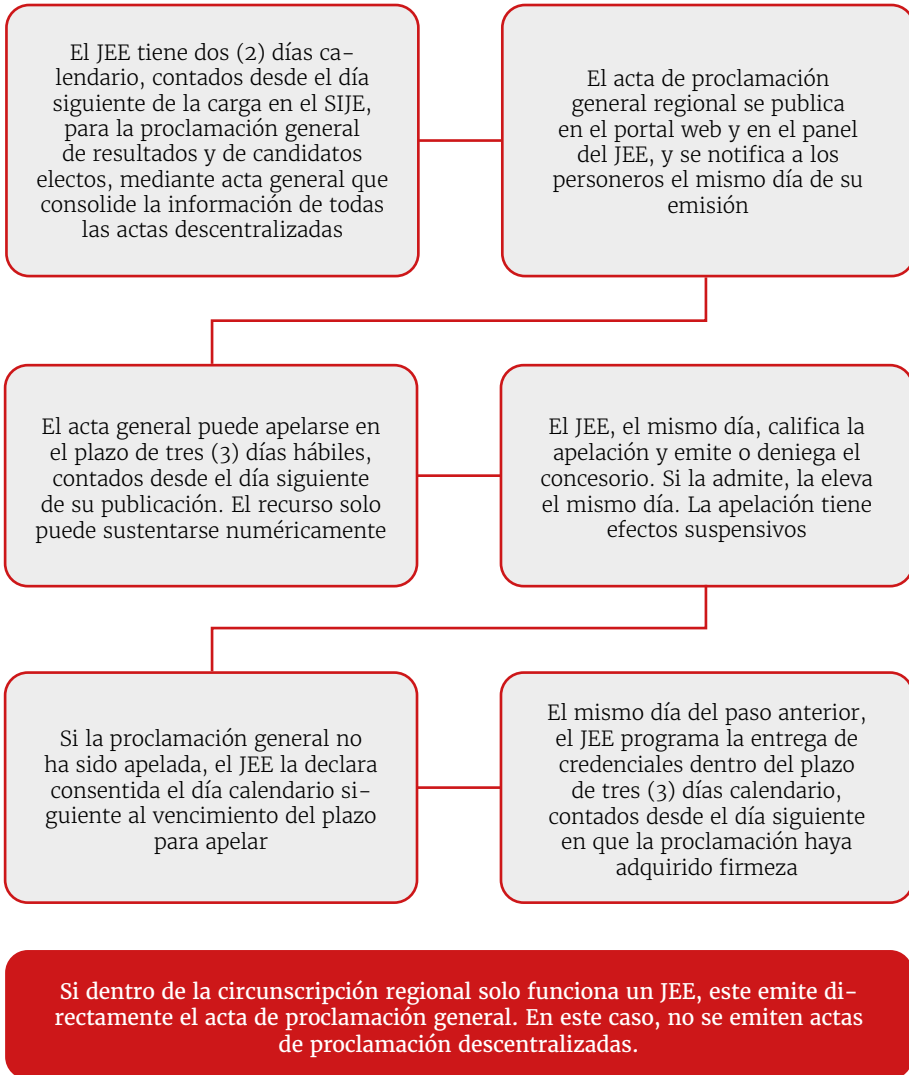 El JEE tiene dos (2) días ca-
lendario, contados desde el día
siguiente de la carga en el SIJE,
para la proclamación general
de resultados y de candidatos
electos, mediante acta general que
consolide la información de todas
las actas descentralizadas
El acta de proclamación
general regional se publica
en el portal web y en el panel
del JEE, y se notifica a los
personeros el mismo día de su
emisión
El acta general puede apelarse en
el plazo de tres (3) días hábiles,
contados desde el día siguiente
de su publicación. El recurso solo
puede sustentarse numéricamente
El JEE, el mismo día, califica la
apelación y emite o deniega el
concesorio. Si la admite, la eleva
el mismo día. La apelación tiene
efectos suspensivos
Si la proclamación general no
ha sido apelada, el JEE la declara
consentida el día calendario si-
guiente al vencimiento del plazo
para apelar
El mismo día del paso anterior,
el JEE programa la entrega de
credenciales dentro del plazo
de tres (3) días calendario,
contados desde el día siguiente
en que la proclamación haya
adquirido firmeza
Si dentro de la circunscripción regional solo funciona un JEE, este emite di-
rectamente el acta de proclamación general. En este caso, no se emiten actas
de proclamación descentralizadas.